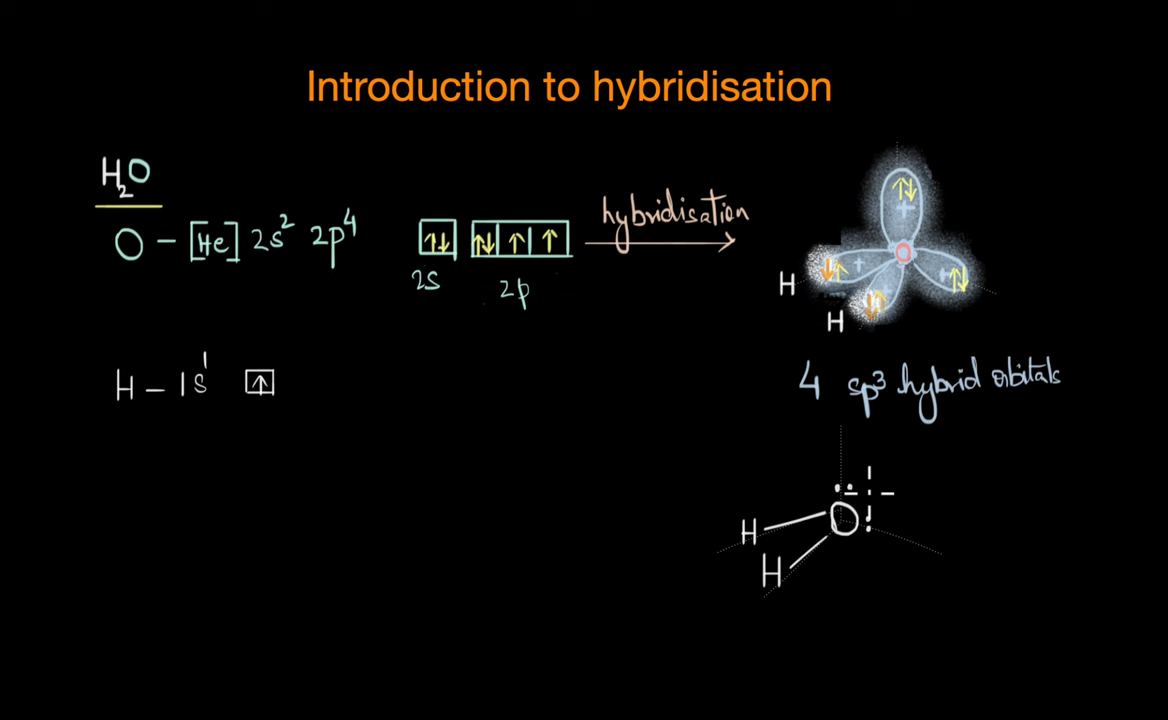 Introduction to hybridisation
H₂O
O – [He] 2s² 2p⁴
↑↓ ↑↓ ↑ ↑
2s 2p
hybridisation
↑↓
+
O
↓↑ +
+ ↑↓
+
↓↑
H
H
4 sp³ hybrid orbitals
H – 1s¹ ↑
O
H
H